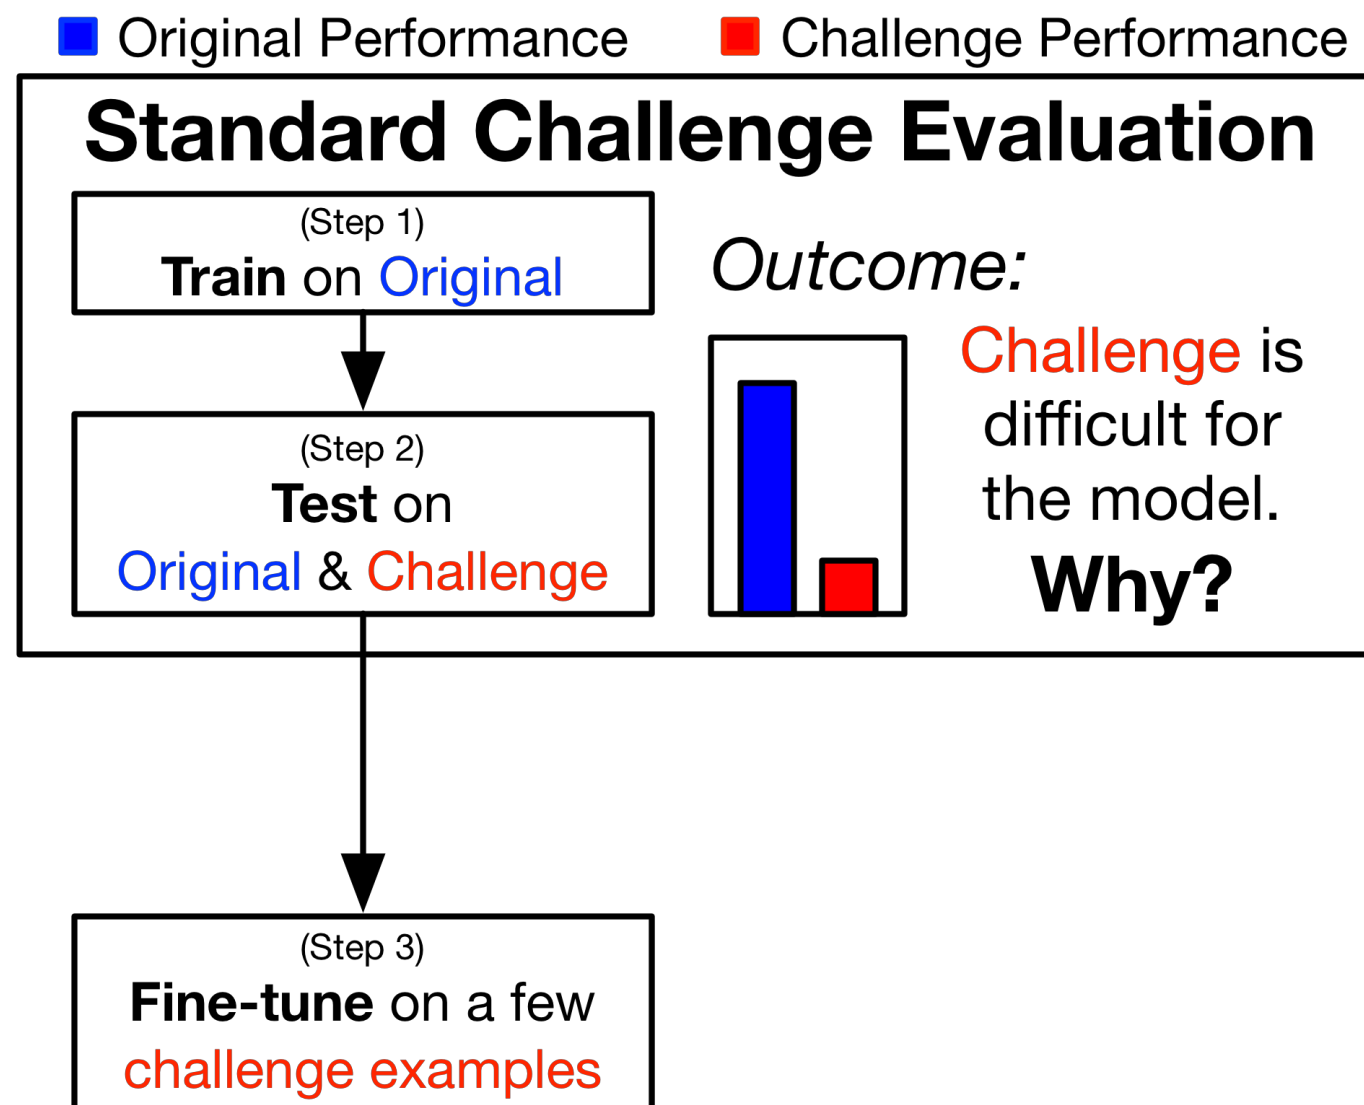 Original Performance
Challenge Performance
Standard Challenge Evaluation
(Step 1)
Train on Original
(Step 2)
Test on
Original & Challenge
Outcome:
Challenge is
difficult for
the model.
Why?
(Step 3)
Fine-tune on a few
challenge examples